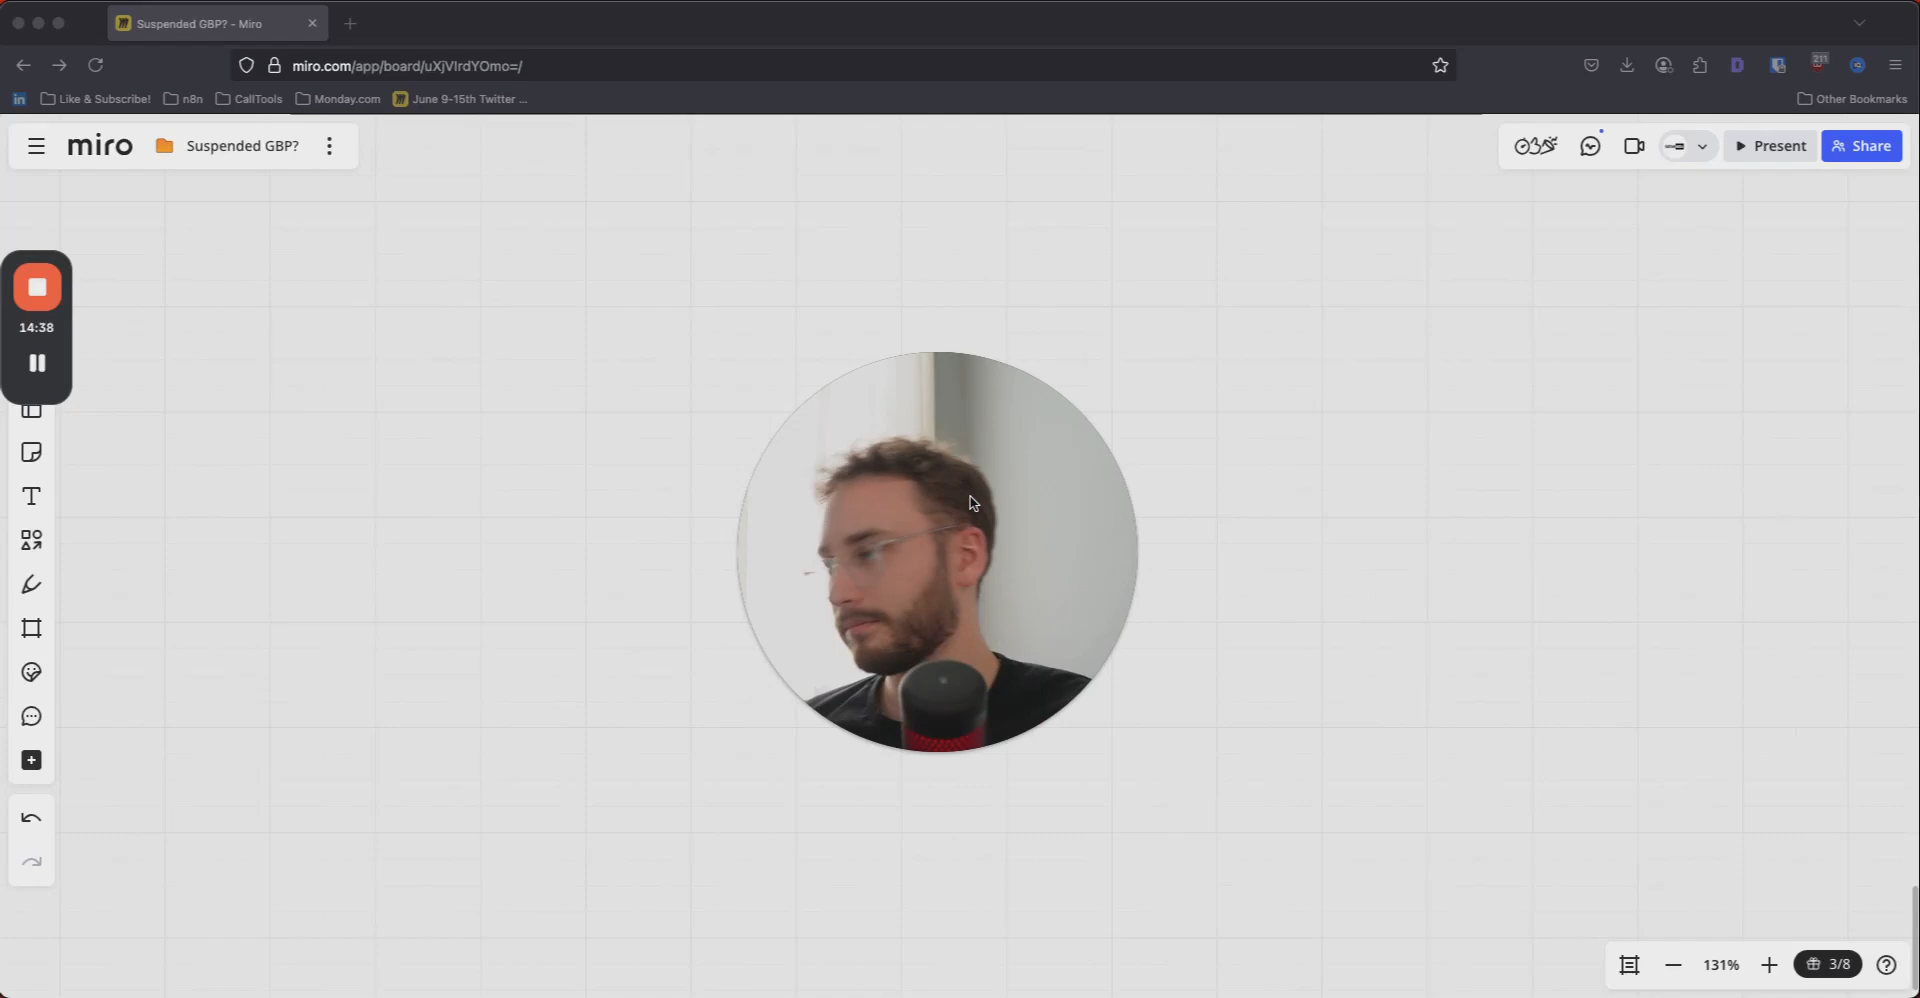 Suspended GBP? - Miro
miro.com/app/board/uXjVIrdYOmo=/
211
Like & Subscribe!
n8n
CallTools
Monday.com
June 9-15th Twitter ...
Other Bookmarks
miro
Suspended GBP?
Present
Share
14:38
131%
3/8